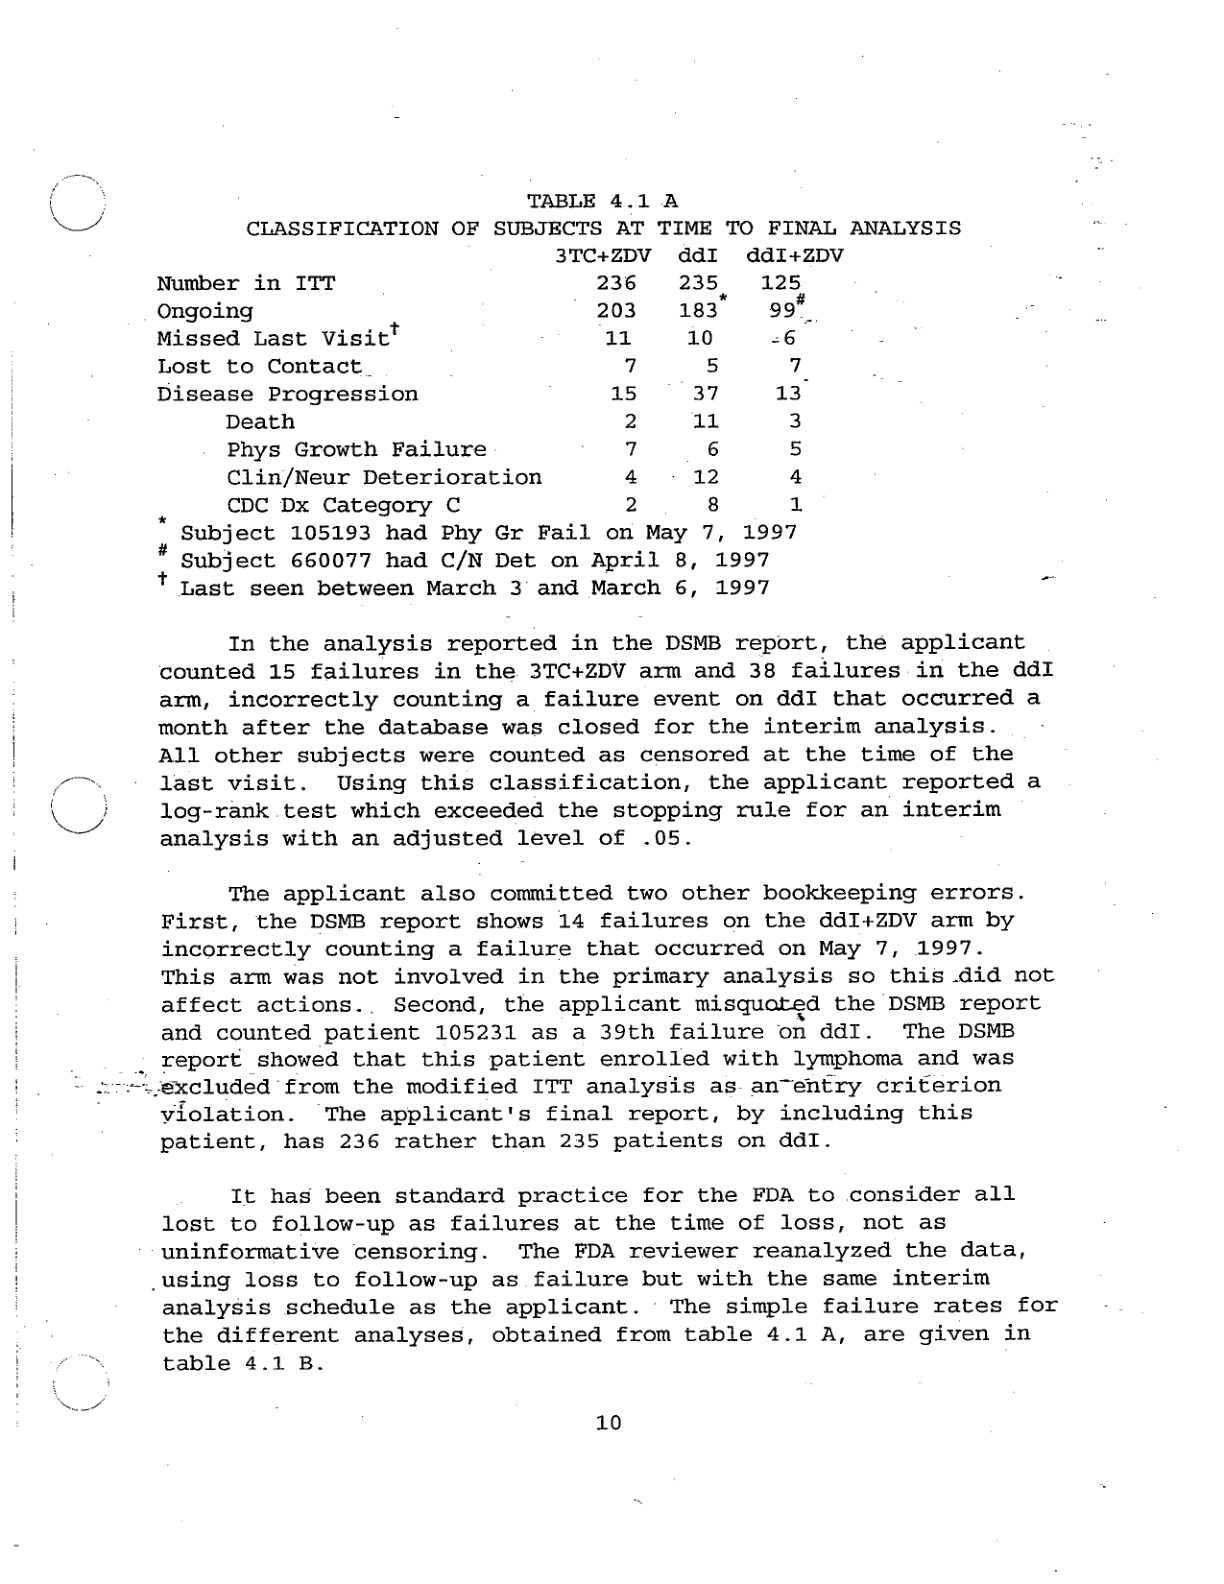 TABLE 4.1 A
CLASSIFICATION OF SUBJECTS AT TIME TO FINAL ANALYSIS
3TC+ZDV ddI ddI+ZDV
Number in ITT 236 235 125
Ongoing 203 183* 99#
Missed Last Visit† 11 10 6
Lost to Contact 7 5 7
Disease Progression 15 37 13
Death 2 11 3
Phys Growth Failure 7 6 5
Clin/Neur Deterioration 4 12 4
CDC Dx Category C 2 8 1
* Subject 105193 had Phy Gr Fail on May 7, 1997
# Subject 660077 had C/N Det on April 8, 1997
† Last seen between March 3 and March 6, 1997
In the analysis reported in the DSMB report, the applicant
counted 15 failures in the 3TC+ZDV arm and 38 failures in the ddI
arm, incorrectly counting a failure event on ddI that occurred a
month after the database was closed for the interim analysis.
All other subjects were counted as censored at the time of the
last visit. Using this classification, the applicant reported a
log-rank test which exceeded the stopping rule for an interim
analysis with an adjusted level of .05.
The applicant also committed two other bookkeeping errors.
First, the DSMB report shows 14 failures on the ddI+ZDV arm by
incorrectly counting a failure that occurred on May 7, 1997.
This arm was not involved in the primary analysis so this did not
affect actions. Second, the applicant misquoted the DSMB report
and counted patient 105231 as a 39th failure on ddI. The DSMB
report showed that this patient enrolled with lymphoma and was
excluded from the modified ITT analysis as an entry criterion
violation. The applicant's final report, by including this
patient, has 236 rather than 235 patients on ddI.
It has been standard practice for the FDA to consider all
lost to follow-up as failures at the time of loss, not as
uninformative censoring. The FDA reviewer reanalyzed the data,
using loss to follow-up as failure but with the same interim
analysis schedule as the applicant. The simple failure rates for
the different analyses, obtained from table 4.1 A, are given in
table 4.1 B.
10